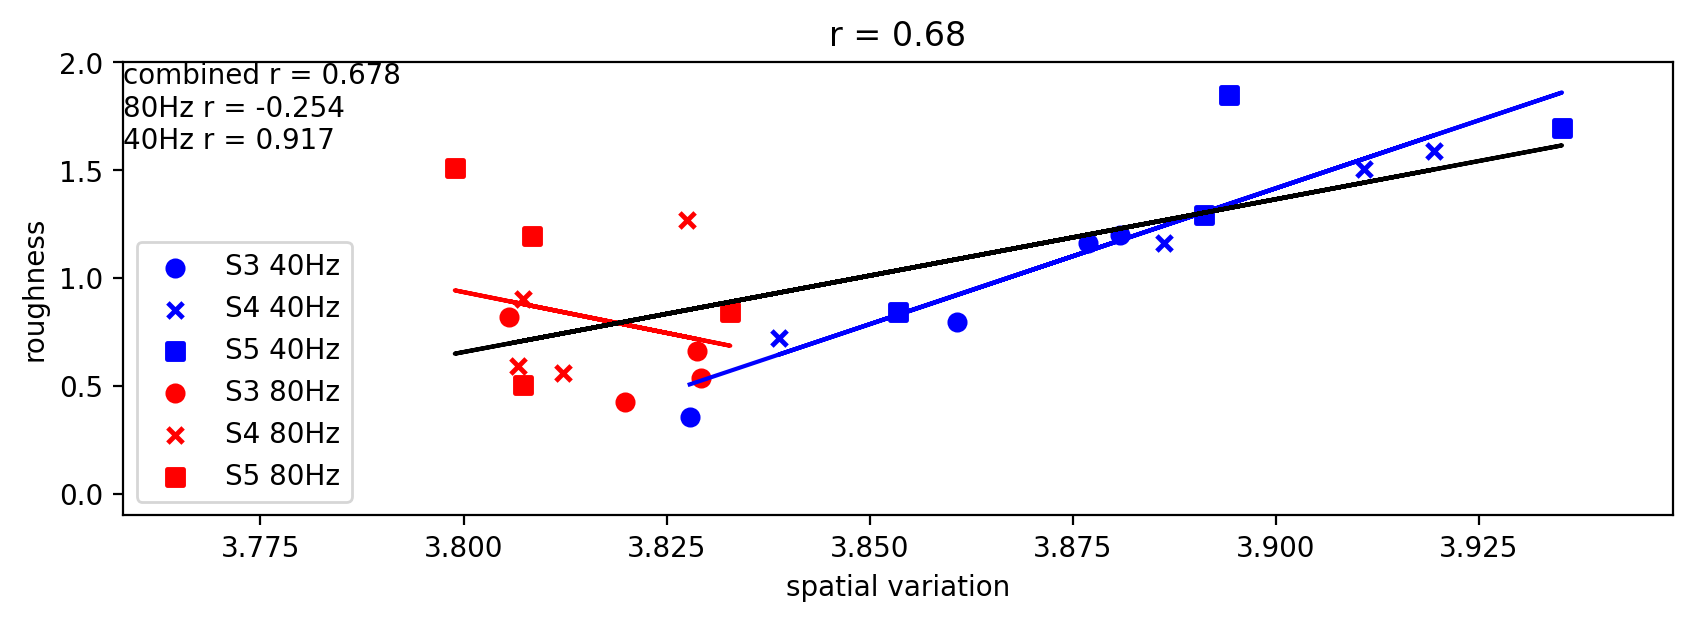 r = 0.68
combined r = 0.678
80Hz r = -0.254
40Hz r = 0.917
2.0
1.5
1.0
0.5
0.0
roughness
S3 40Hz
S4 40Hz
S5 40Hz
S3 80Hz
S4 80Hz
S5 80Hz
3.775 3.800 3.825 3.850 3.875 3.900 3.925
spatial variation